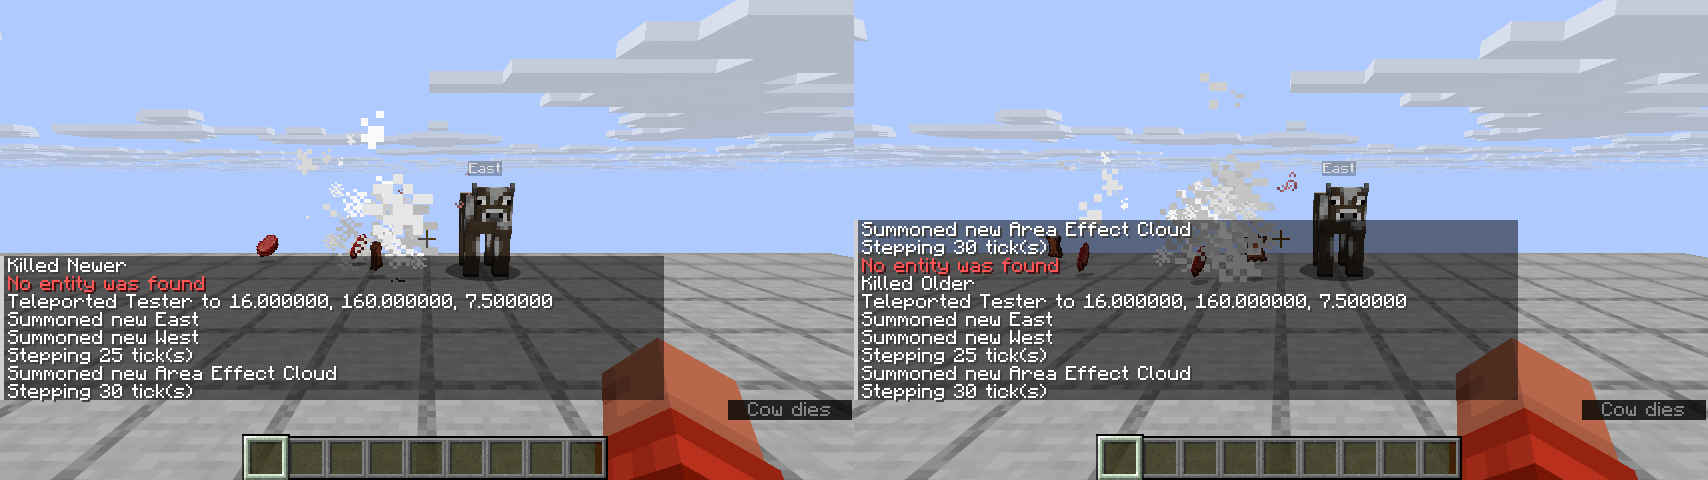 East
Killed Newer
No entity was found
Teleported Tester to 16.000000, 160.000000, 7.500000
Summoned new East
Summoned new West
Stepping 25 tick(s)
Summoned new Area Effect Cloud
Stepping 30 tick(s)
Cow dies
East
Summoned new Area Effect Cloud
Stepping 30 tick(s)
No entity was found
Killed Older
Teleported Tester to 16.000000, 160.000000, 7.500000
Summoned new East
Summoned new West
Stepping 25 tick(s)
Summoned new Area Effect Cloud
Stepping 30 tick(s)
Cow dies